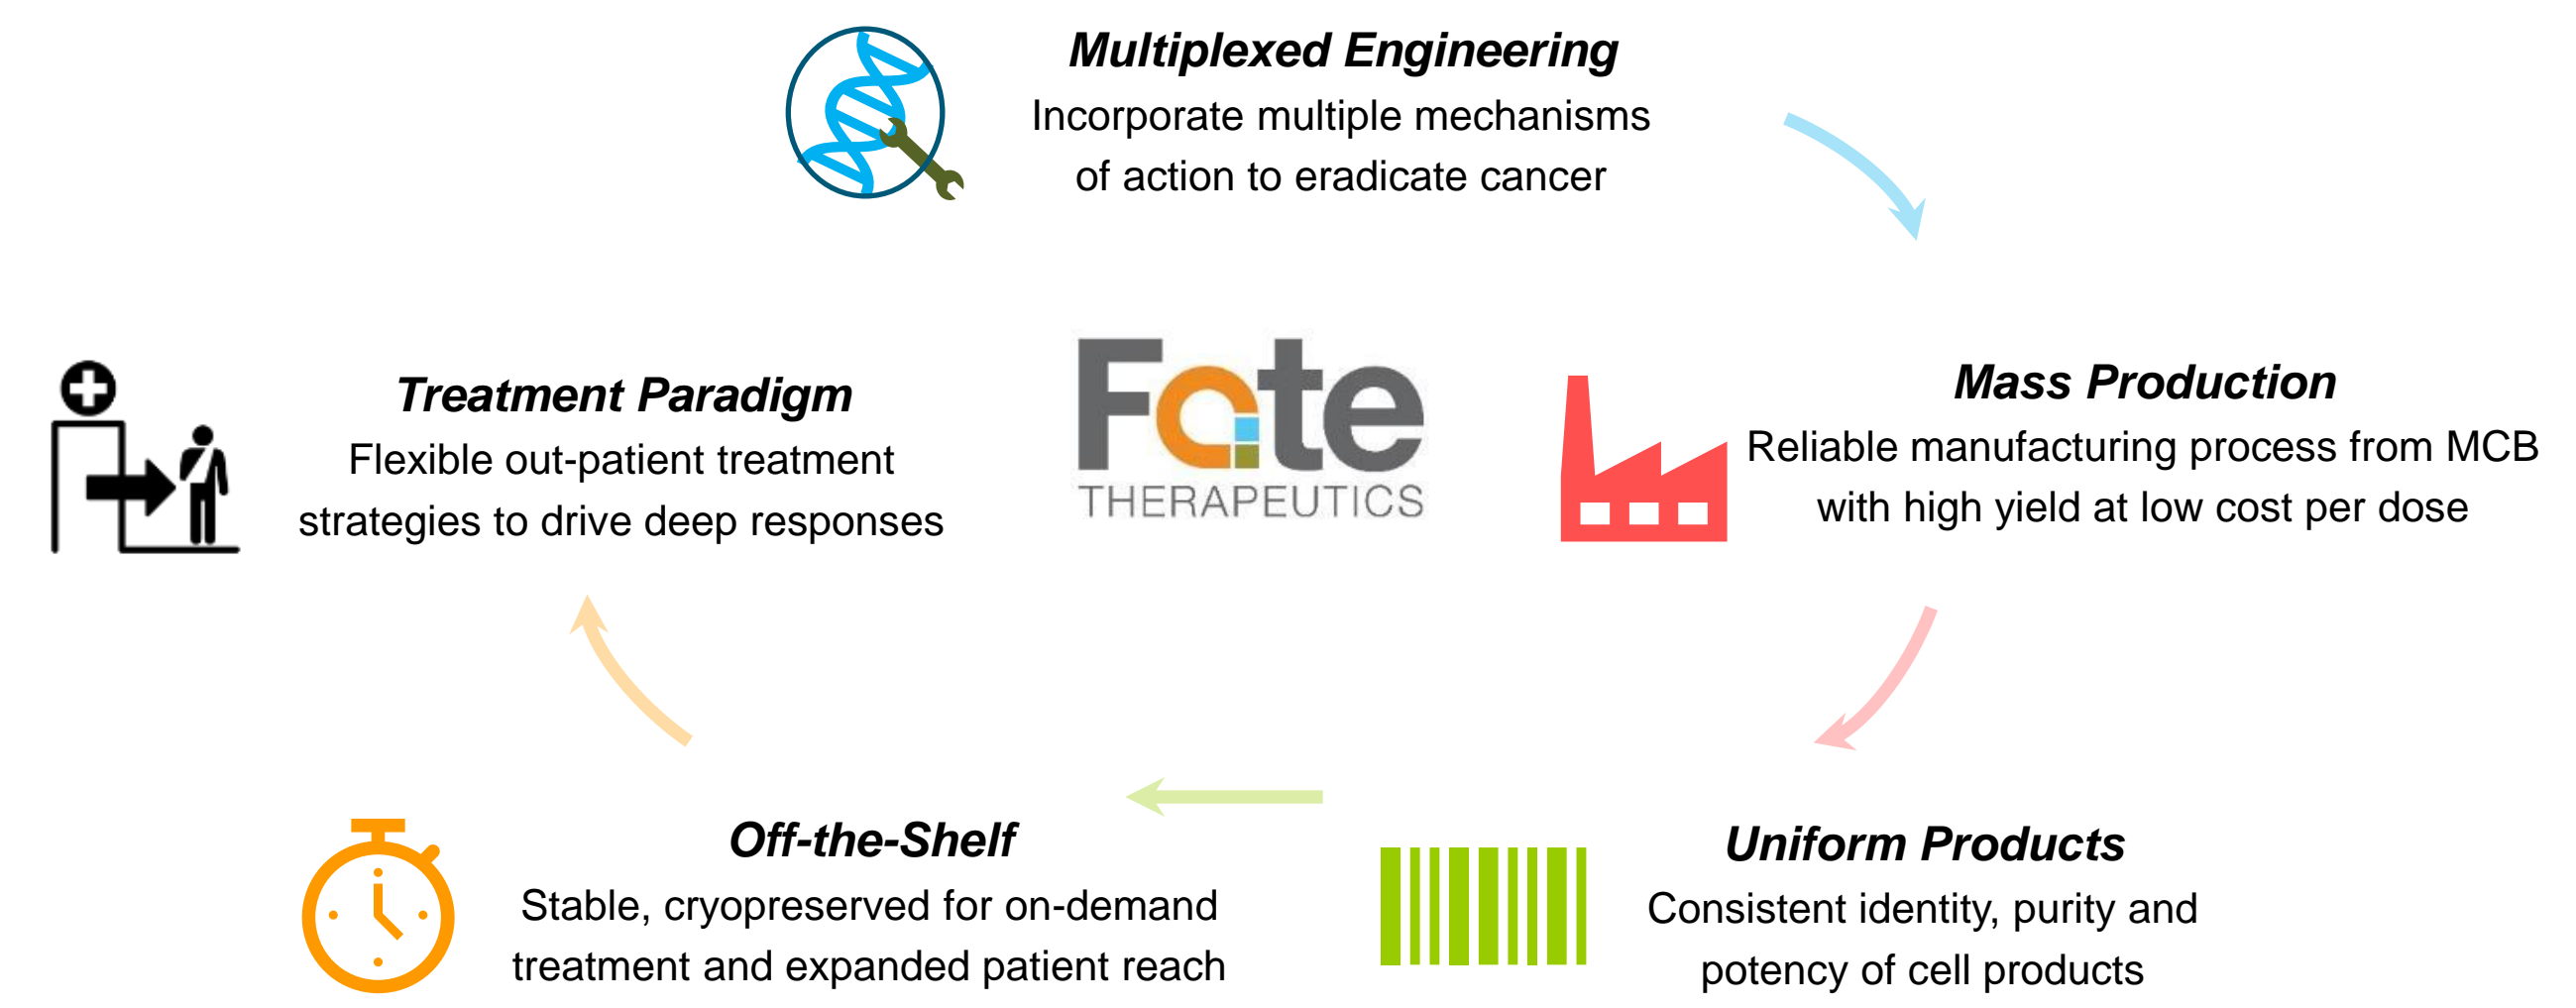 Multiplexed Engineering
Incorporate multiple mechanisms
of action to eradicate cancer
Mass Production
Reliable manufacturing process from MCB
with high yield at low cost per dose
Uniform Products
Consistent identity, purity and
potency of cell products
Off-the-Shelf
Stable, cryopreserved for on-demand
treatment and expanded patient reach
Treatment Paradigm
Flexible out-patient treatment
strategies to drive deep responses
Fate
THERAPEUTICS